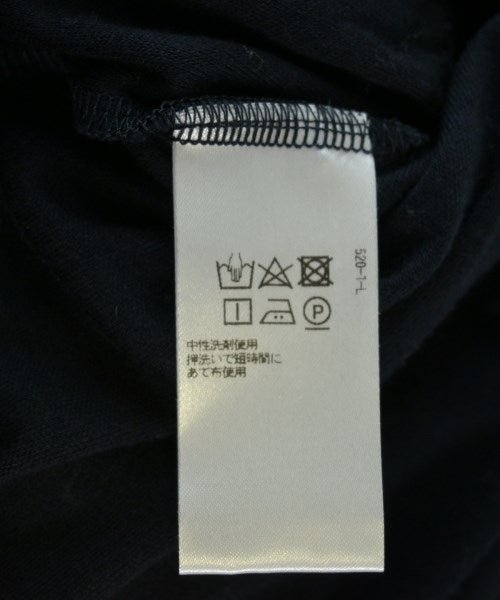 520-1-L
P
中性洗剤使用
押洗いで短時間に
あて布使用